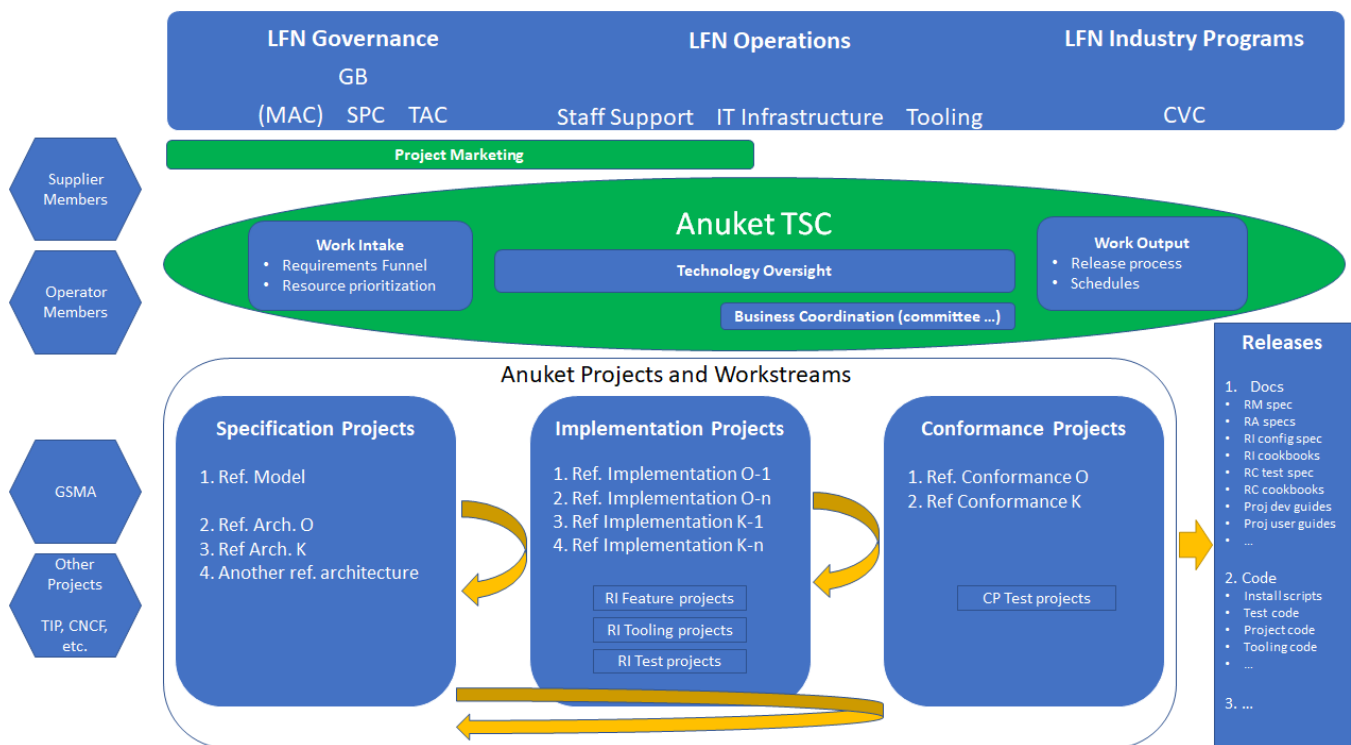 LFN Governance
GB
(MAC) SPC TAC
LFN Operations
Staff Support IT Infrastructure Tooling
LFN Industry Programs
CVC
Project Marketing
Supplier
Members
Operator
Members
GSMA
Other
Projects
TIP, CNCF,
etc.
Anuket TSC
Work Intake
• Requirements Funnel
• Resource prioritization
Technology Oversight
Business Coordination (committee ...)
Work Output
• Release process
• Schedules
Anuket Projects and Workstreams
Specification Projects
1. Ref. Model
2. Ref. Arch. O
3. Ref Arch. K
4. Another ref. architecture
Implementation Projects
1. Ref. Implementation O-1
2. Ref. Implementation O-n
3. Ref Implementation K-1
4. Ref Implementation K-n
RI Feature projects
RI Tooling projects
RI Test projects
Conformance Projects
1. Ref. Conformance O
2. Ref Conformance K
CP Test projects
Releases
1. Docs
• RM spec
• RA specs
• RI config spec
• RI cookbooks
• RC test spec
• RC cookbooks
• Proj dev guides
• Proj user guides
• ...
2. Code
• Install scripts
• Test code
• Project code
• Tooling code
• ...
3. ...